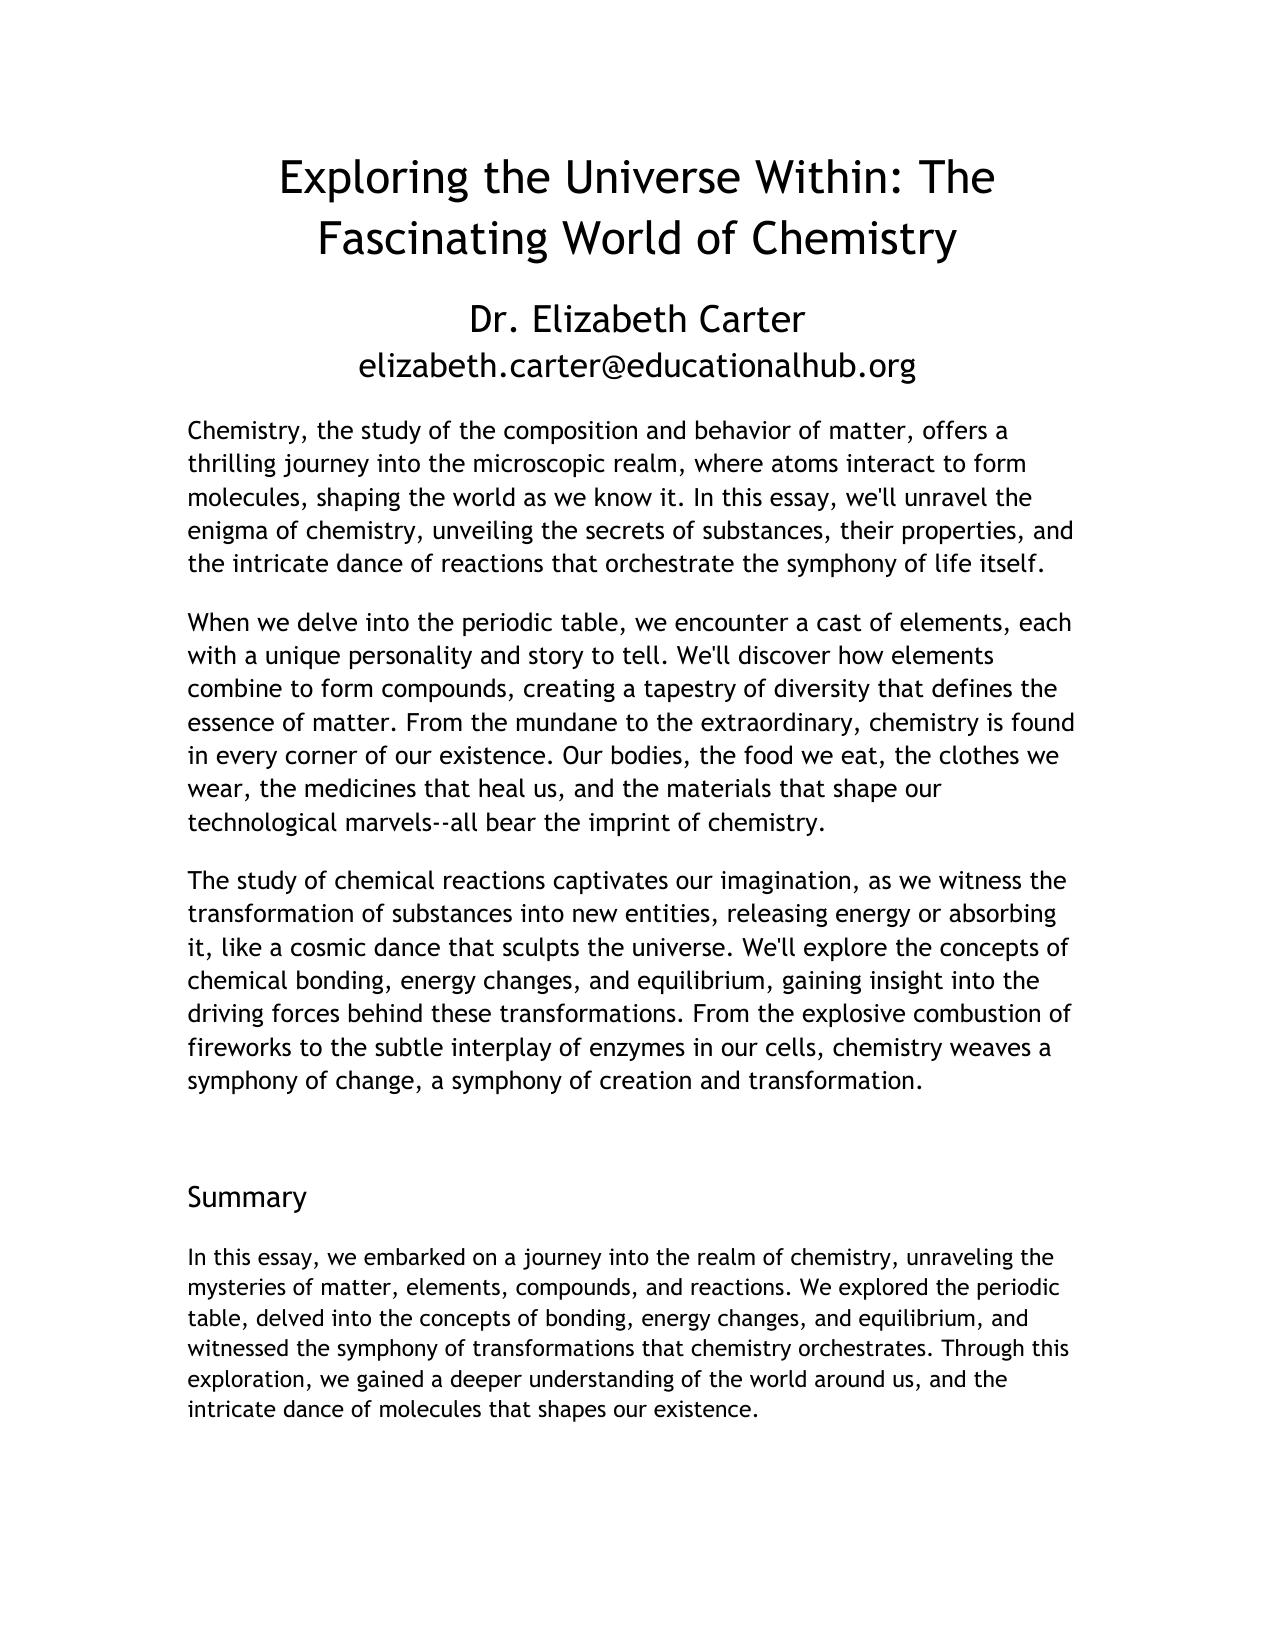 Exploring the Universe Within: The
Fascinating World of Chemistry
Dr. Elizabeth Carter
elizabeth.carter@educationalhub.org
Chemistry, the study of the composition and behavior of matter, offers a
thrilling journey into the microscopic realm, where atoms interact to form
molecules, shaping the world as we know it. In this essay, we'll unravel the
enigma of chemistry, unveiling the secrets of substances, their properties, and
the intricate dance of reactions that orchestrate the symphony of life itself.
When we delve into the periodic table, we encounter a cast of elements, each
with a unique personality and story to tell. We'll discover how elements
combine to form compounds, creating a tapestry of diversity that defines the
essence of matter. From the mundane to the extraordinary, chemistry is found
in every corner of our existence. Our bodies, the food we eat, the clothes we
wear, the medicines that heal us, and the materials that shape our
technological marvels--all bear the imprint of chemistry.
The study of chemical reactions captivates our imagination, as we witness the
transformation of substances into new entities, releasing energy or absorbing
it, like a cosmic dance that sculpts the universe. We'll explore the concepts of
chemical bonding, energy changes, and equilibrium, gaining insight into the
driving forces behind these transformations. From the explosive combustion of
fireworks to the subtle interplay of enzymes in our cells, chemistry weaves a
symphony of change, a symphony of creation and transformation.
Summary
In this essay, we embarked on a journey into the realm of chemistry, unraveling the
mysteries of matter, elements, compounds, and reactions. We explored the periodic
table, delved into the concepts of bonding, energy changes, and equilibrium, and
witnessed the symphony of transformations that chemistry orchestrates. Through this
exploration, we gained a deeper understanding of the world around us, and the
intricate dance of molecules that shapes our existence.